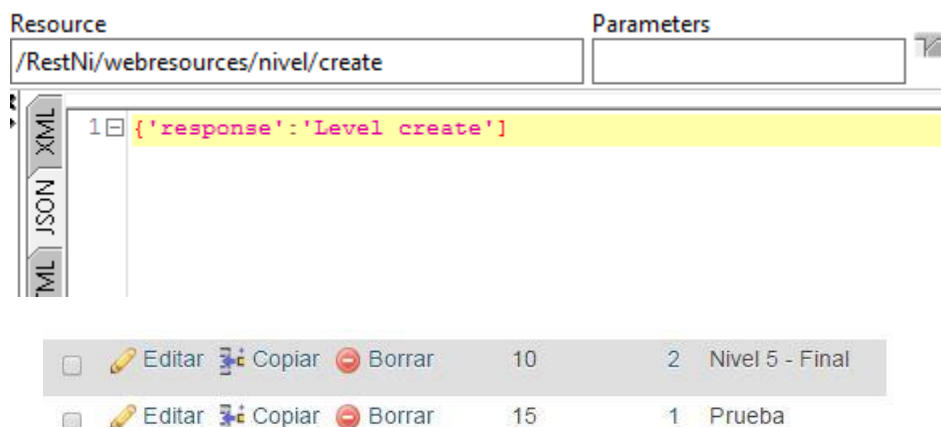 Resource Parameters
/RestNi/webresources/nivel/create
XML
1 {'response':'Level create']
JSON
Editar Copiar Borrar 10 2 Nivel 5 - Final
Editar Copiar Borrar 15 1 Prueba